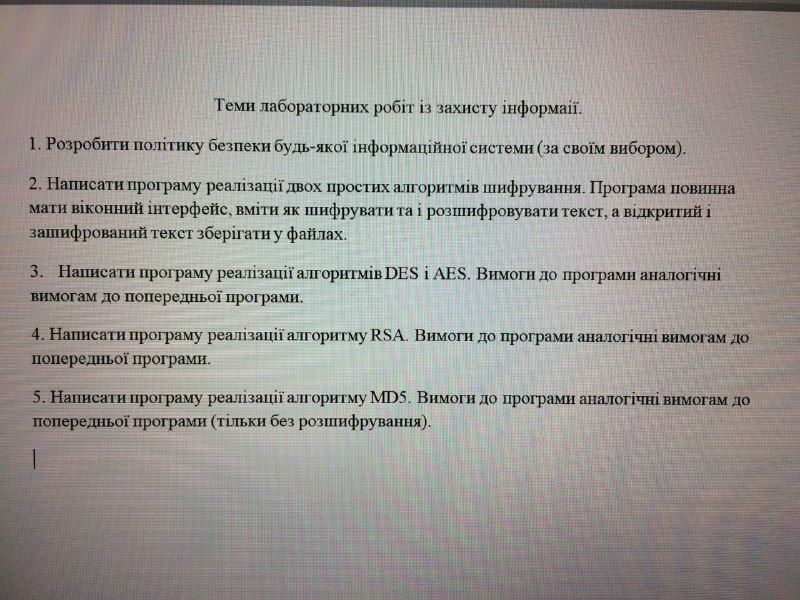 Теми лабораторних робіт із захисту інформаії.
1. Розробити політику безпеки будь-якої інформаційної системи (за своїм вибором).
2. Написати програму реалізації двох простих алгоритмів шифрування. Програма повинна
мати віконний інтерфейс, вміти як шифрувати та і розшифровувати текст, а відкритий і
зашифрований текст зберігати у файлах.
3. Написати програму реалізації алгоритмів DES і AES. Вимоги до програми аналогічні
вимогам до попередньої програми.
4. Написати програму реалізації алгоритму RSA. Вимоги до програми аналогічні вимогам до
попередньої програми.
5. Написати програму реалізації алгоритму MD5. Вимоги до програми аналогічні вимогам до
попередньої програми (тільки без розшифрування).